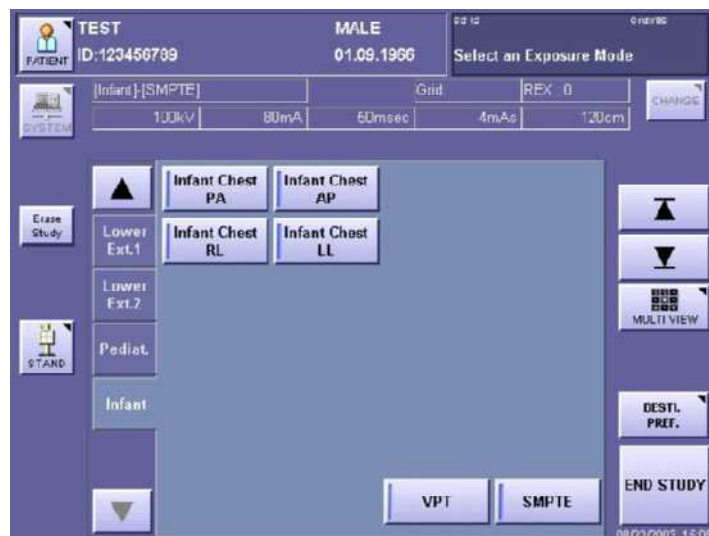 TEST
MALE
PATIENT
ID:123456789
01.09.1966
Select an Exposure Mode
[Infant]-[SMPTE]
Grid
REX 0
CHANGE
SYSTEM
100kV
80mA
60msec
4mAs
120cm
Infant Chest
PA
Infant Chest
AP
Erase
Study
Lower
Ext.1
Infant Chest
RL
Infant Chest
LL
Lower
Ext.2
MULTI VIEW
STAND
Pediat.
Infant
DESTI.
PREF.
VPT
SMPTE
END STUDY